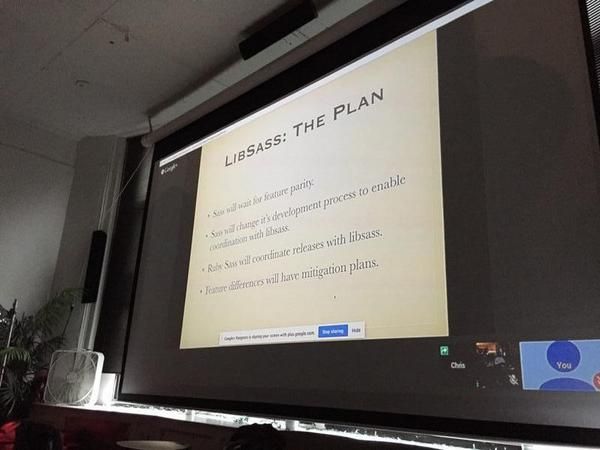 Google+
LibSass: The Plan
• Sass will wait for feature parity.
• Sass will change it's development process to enable
coordination with libsass.
• Ruby Sass will coordinate releases with libsass.
• Feature differences will have mitigation plans.
Google+ Hangouts is sharing your screen with plus.google.com.
Stop sharing
Hide
Chris
You